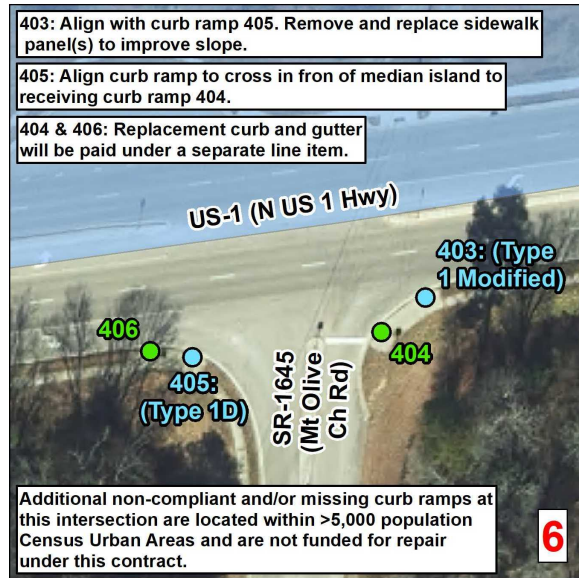 403: Align with curb ramp 405. Remove and replace sidewalk
panel(s) to improve slope.
405: Align curb ramp to cross in fron of median island to
receiving curb ramp 404.
404 & 406: Replacement curb and gutter
will be paid under a separate line item.
US-1 (N US 1 Hwy)
403: (Type
1 Modified)
406
404
405:
(Type 1D)
SR-1645
(Mt Olive
Ch Rd)
Additional non-compliant and/or missing curb ramps at
this intersection are located within >5,000 population
Census Urban Areas and are not funded for repair
under this contract.
6